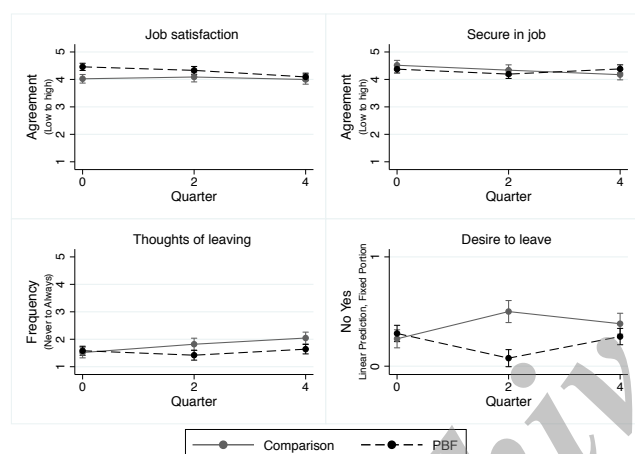 Job satisfaction
Agreement
(Low to high)
5
4
3
2
1
0 2 4
Quarter
Secure in job
Agreement
(Low to high)
5
4
3
2
1
0 2 4
Quarter
Thoughts of leaving
Frequency
(Never to Always)
5
4
3
2
1
0 2 4
Quarter
Desire to leave
No Yes
Linear Prediction, Fixed Portion
1
0
0 2 4
Quarter
Comparison PBF